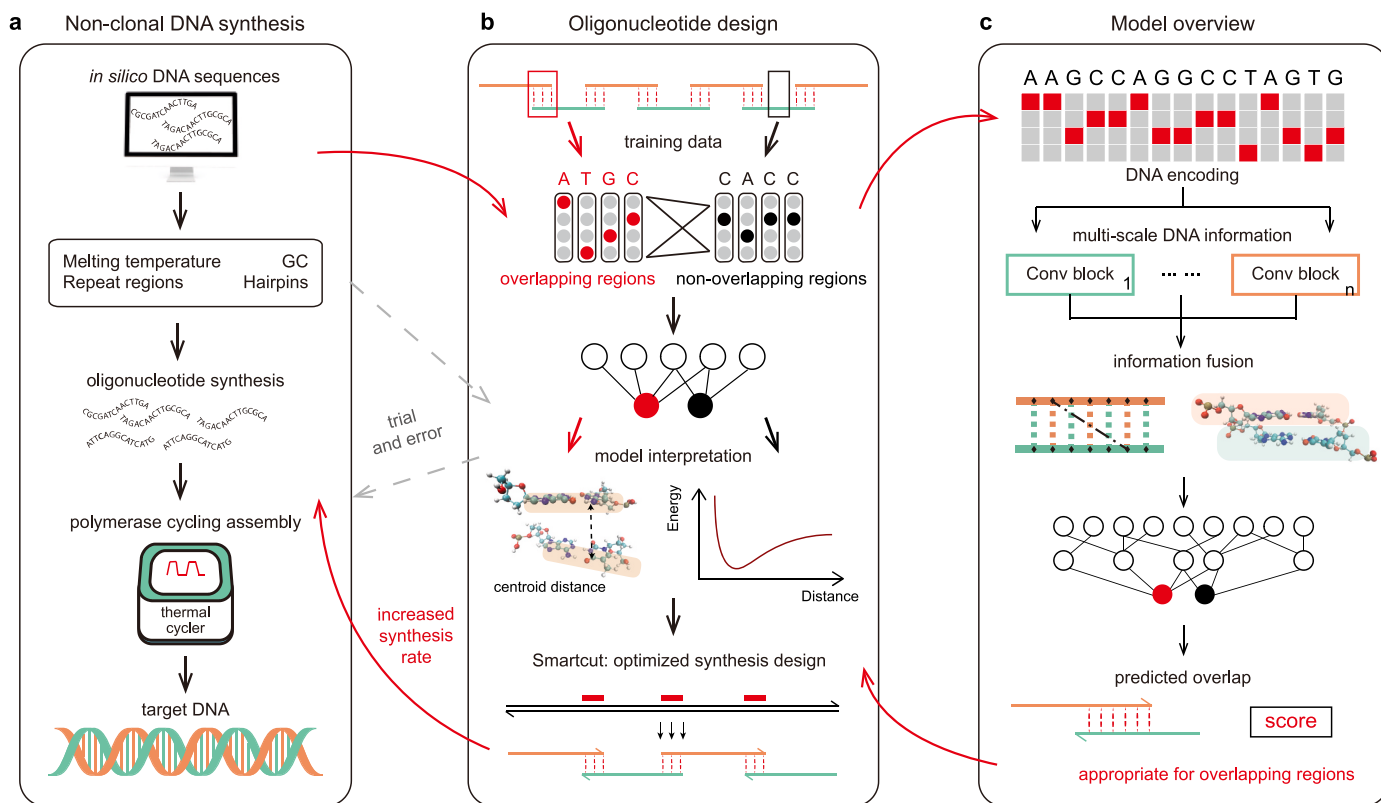 a Non-clonal DNA synthesis
in silico DNA sequences
CGCGATCAACTTGA
TAGACAACTTGCGCA
TAGACAACTTGCGCA
Melting temperature GC
Repeat regions Hairpins
oligonucleotide synthesis
CGCGATCAACTTGA
TAGACAACTTGCGCA
TAGACAACTTGCGCA
ATTCAGGCATCATG
ATTCAGGCATCATG
polymerase cycling assembly
thermal
cycler
target DNA
trial
and error
increased
synthesis
rate
b Oligonucleotide design
training data
A T G C
C A C C
overlapping regions
non-overlapping regions
model interpretation
centroid distance
Energy
Distance
Smartcut: optimized synthesis design
c Model overview
A A G C C A G G C C T A G T G
DNA encoding
multi-scale DNA information
Conv block 1
... ...
Conv block n
information fusion
predicted overlap
score
appropriate for overlapping regions